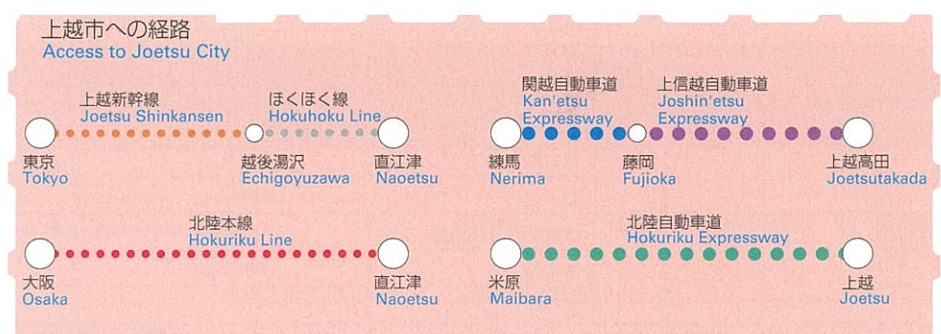 上越市への経路
Access to Joetsu City
上越新幹線
Joetsu Shinkansen
ほくほく線
Hokuhoku Line
東京
Tokyo
越後湯沢
Echigoyuzawa
直江津
Naoetsu
関越自動車道
Kan'etsu
Expressway
上信越自動車道
Joshin'etsu
Expressway
練馬
Nerima
藤岡
Fujioka
上越高田
Joetsutakada
北陸本線
Hokuriku Line
大阪
Osaka
直江津
Naoetsu
北陸自動車道
Hokuriku Expressway
米原
Maibara
上越
Joetsu